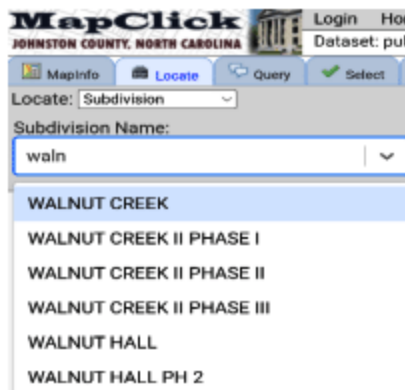 MapClick
JOHNSTON COUNTY, NORTH CAROLINA
Login
Dataset:
MapInfo Locate Query Select
Locate: Subdivision
Subdivision Name:
waln
WALNUT CREEK
WALNUT CREEK II PHASE I
WALNUT CREEK II PHASE II
WALNUT CREEK II PHASE III
WALNUT HALL
WALNUT HALL PH 2